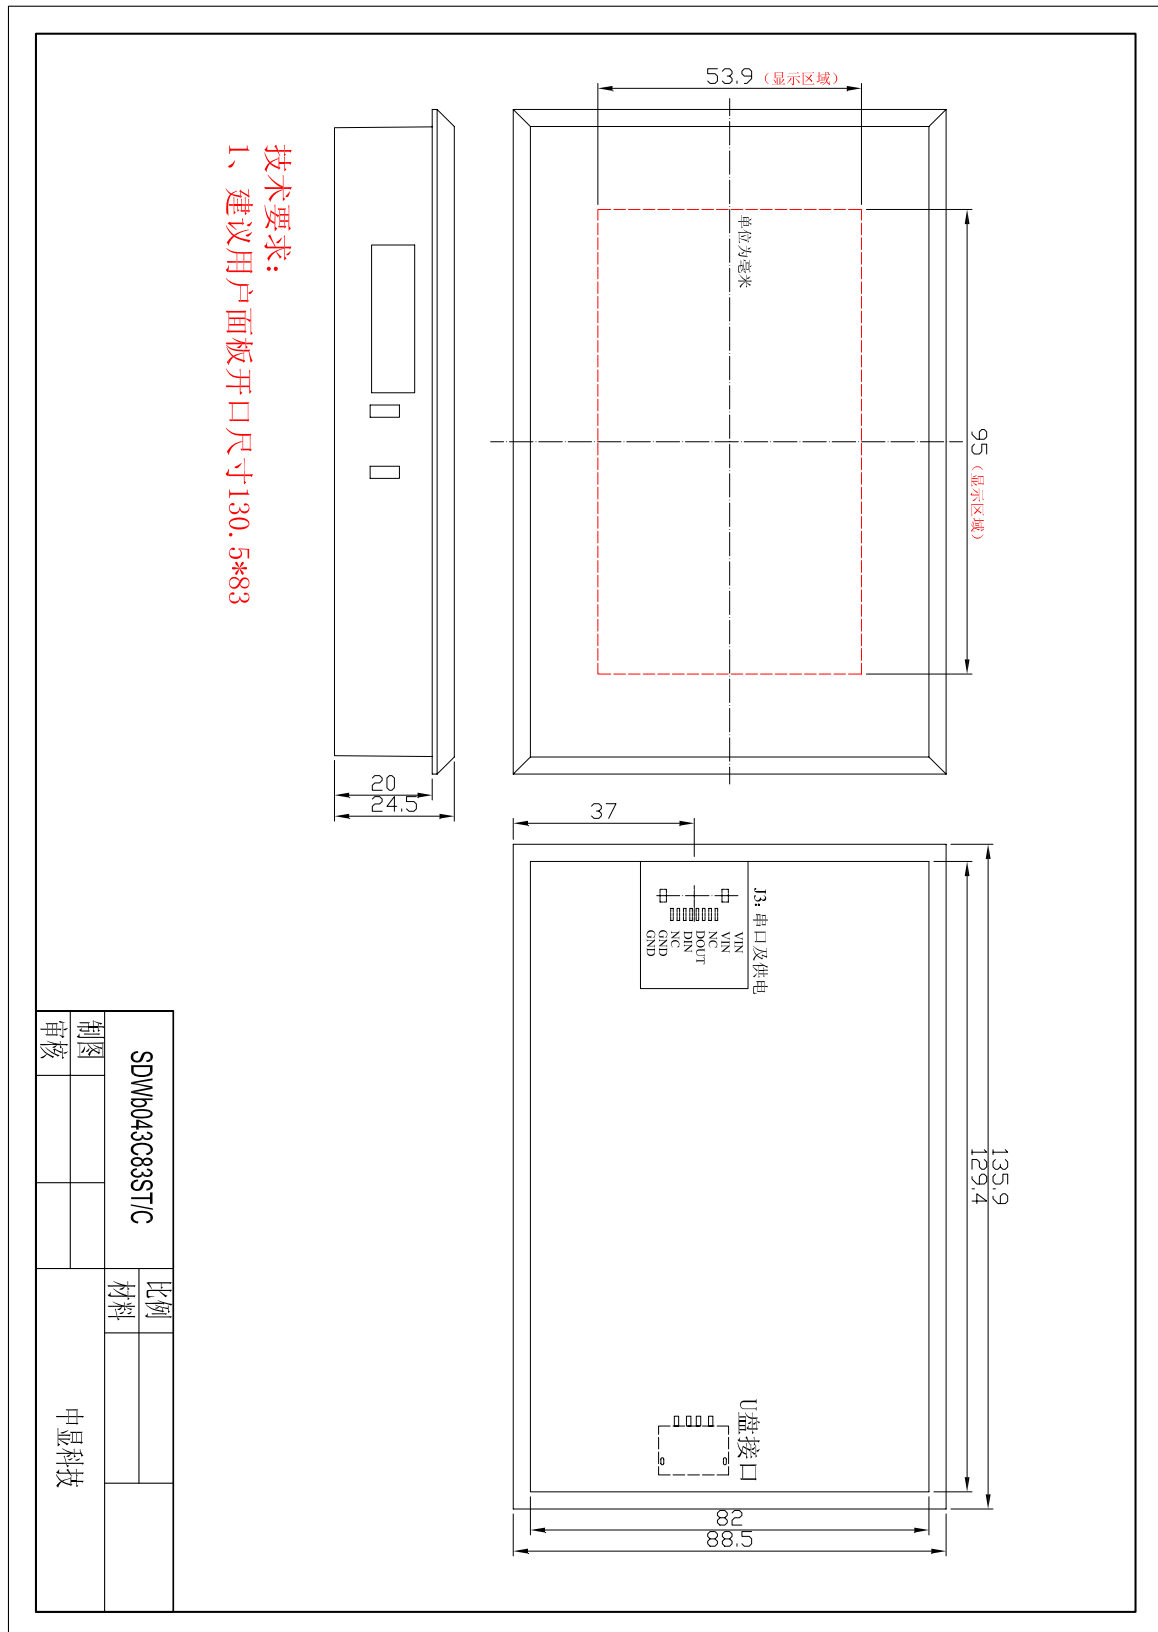 53.9（显示区域）
单位为毫米
95（显示区域）
20
24.5
技术要求：
1、建议用户面板开口尺寸130.5*83
37
135.9
129.4
J3：串口及供电
VIN
VIN
NC
DOUT
DIN
NC
GND
GND
U盘接口
82
88.5
SDWb043C83ST/C
比例
材料
制图
审核
中显科技